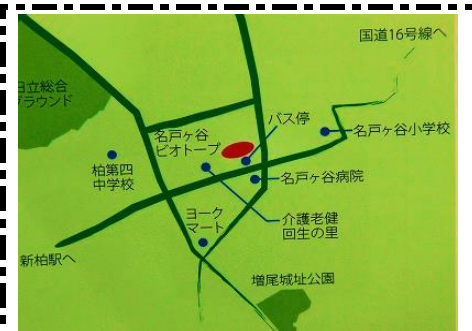 国道16号線へ
日立総合
グラウンド
バス停
名戸ヶ谷
ビオトープ
名戸ヶ谷小学校
柏第四
中学校
名戸ヶ谷病院
ヨーク
マート
介護老健
回生の里
新柏駅へ
増尾城址公園